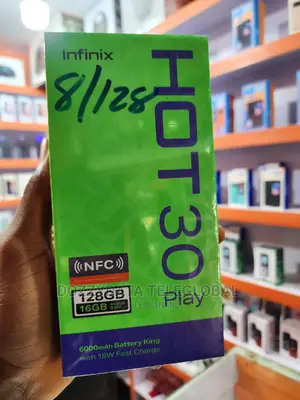 Infinix
8/128
HOT 30
Play
NFC
128GB
16GB
6000mAh Battery King
with 18W Fast Charge